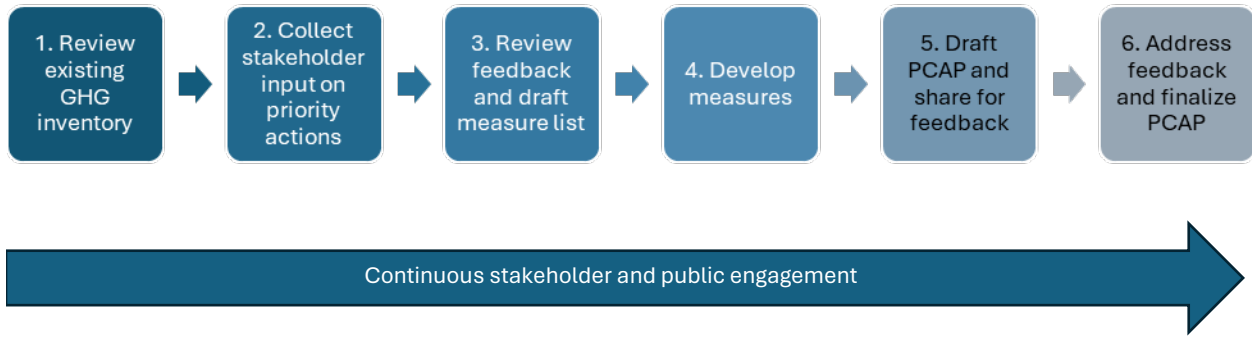 1. Review
existing
GHG
inventory
2. Collect
stakeholder
input on
priority
actions
3. Review
feedback
and draft
measure list
4. Develop
measures
5. Draft
PCAP and
share for
feedback
6. Address
feedback
and finalize
PCAP
Continuous stakeholder and public engagement